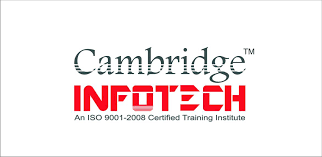 Cambridge™
INFOTECH
An ISO 9001-2008 Certified Training Institute